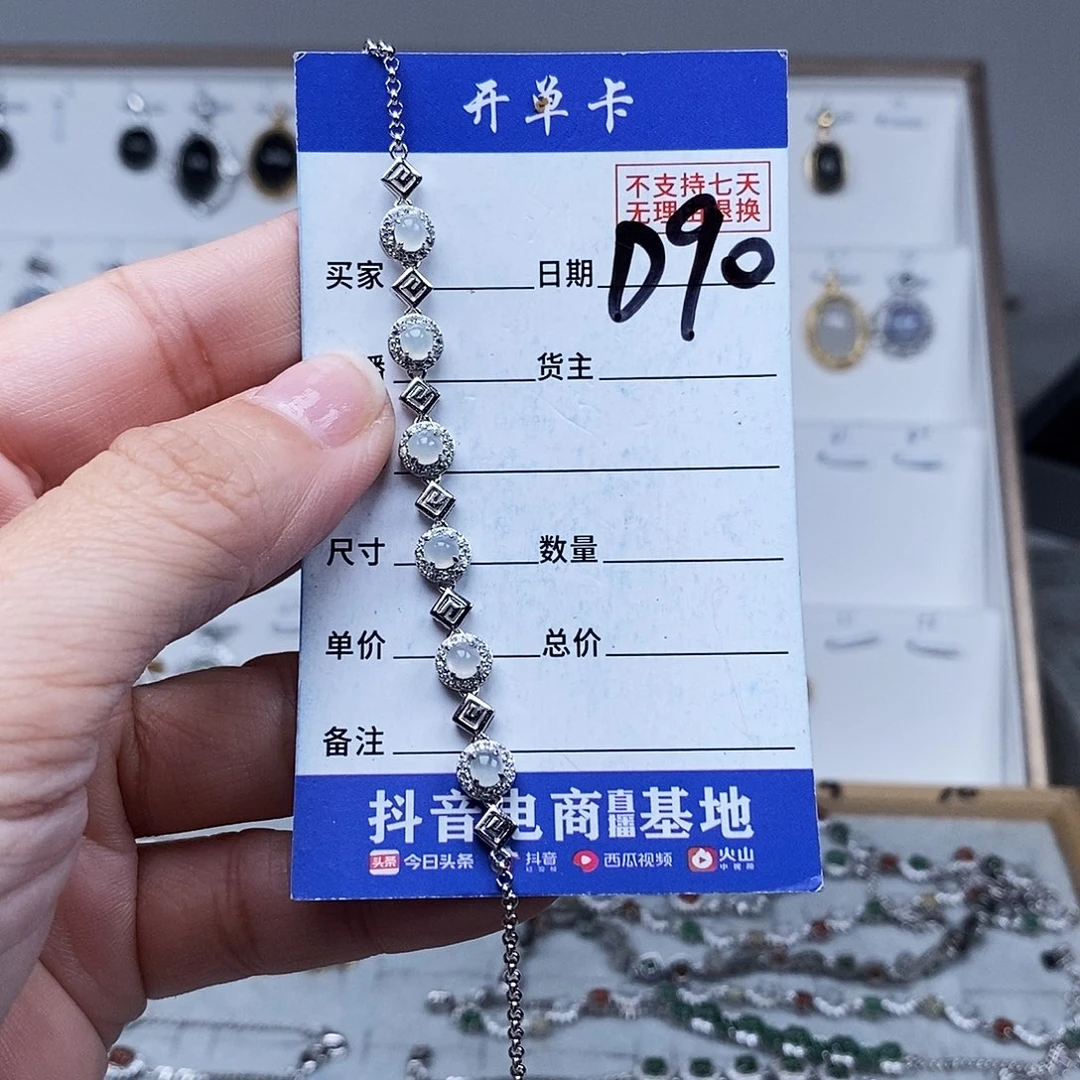 开单卡
不支持七天
无理由退换
D90
买家 日期
货主
尺寸 数量
单价 总价
备注
抖音电商直播基地
头条 今日头条 抖音 西瓜视频 火山